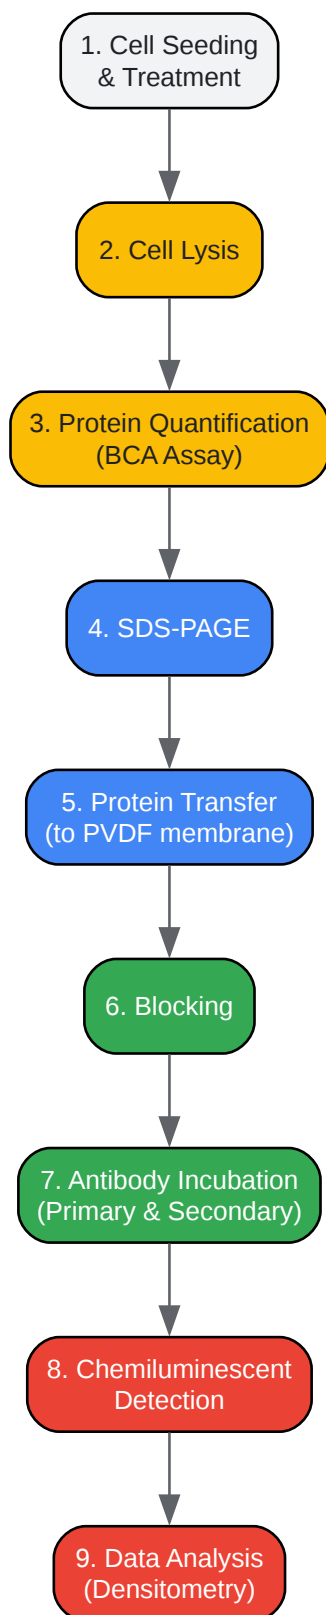 1. Cell Seeding
& Treatment
2. Cell Lysis
3. Protein Quantification
(BCA Assay)
4. SDS-PAGE
5. Protein Transfer
(to PVDF membrane)
6. Blocking
7. Antibody Incubation
(Primary & Secondary)
8. Chemiluminescent
Detection
9. Data Analysis
(Densitometry)